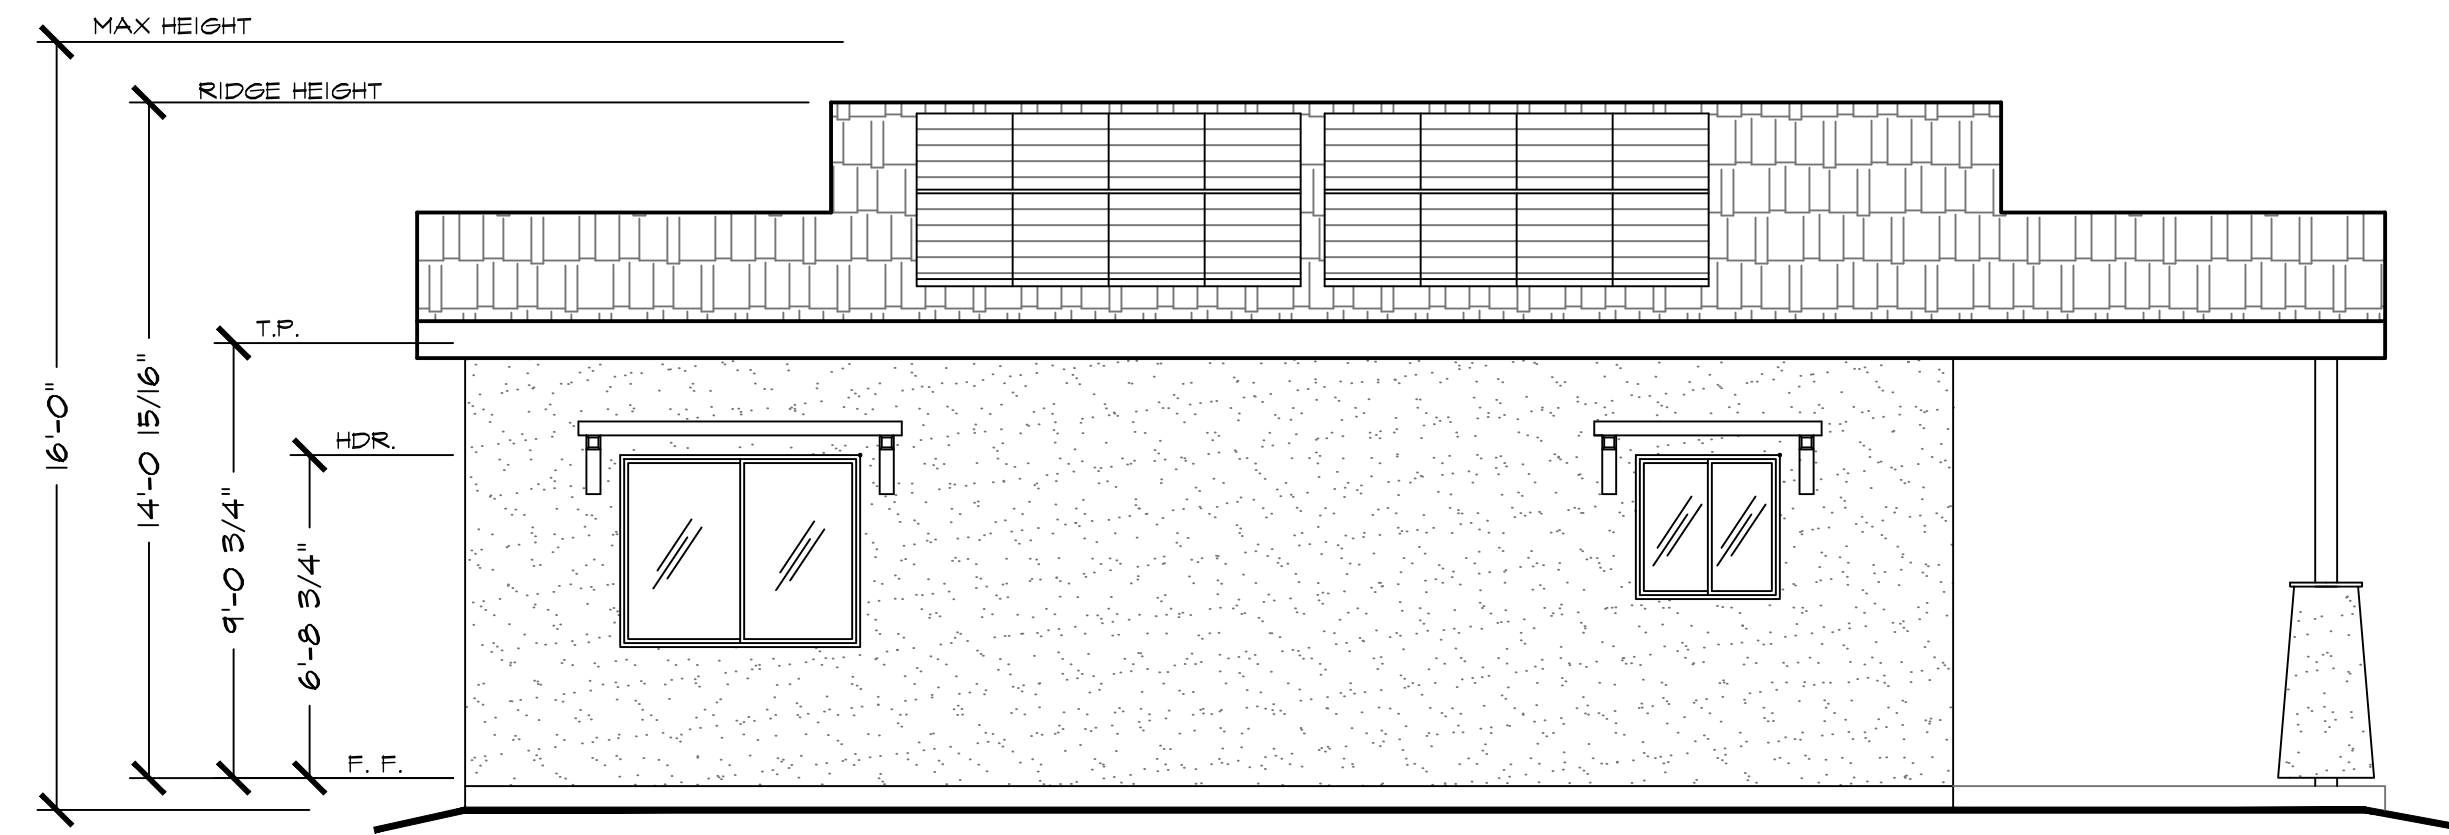 MAX HEIGHT
RIDGE HEIGHT
T.P.
HDR.
F. F.
16'-0"
14'-0 15/16"
9'-0 3/4"
6'-8 3/4"